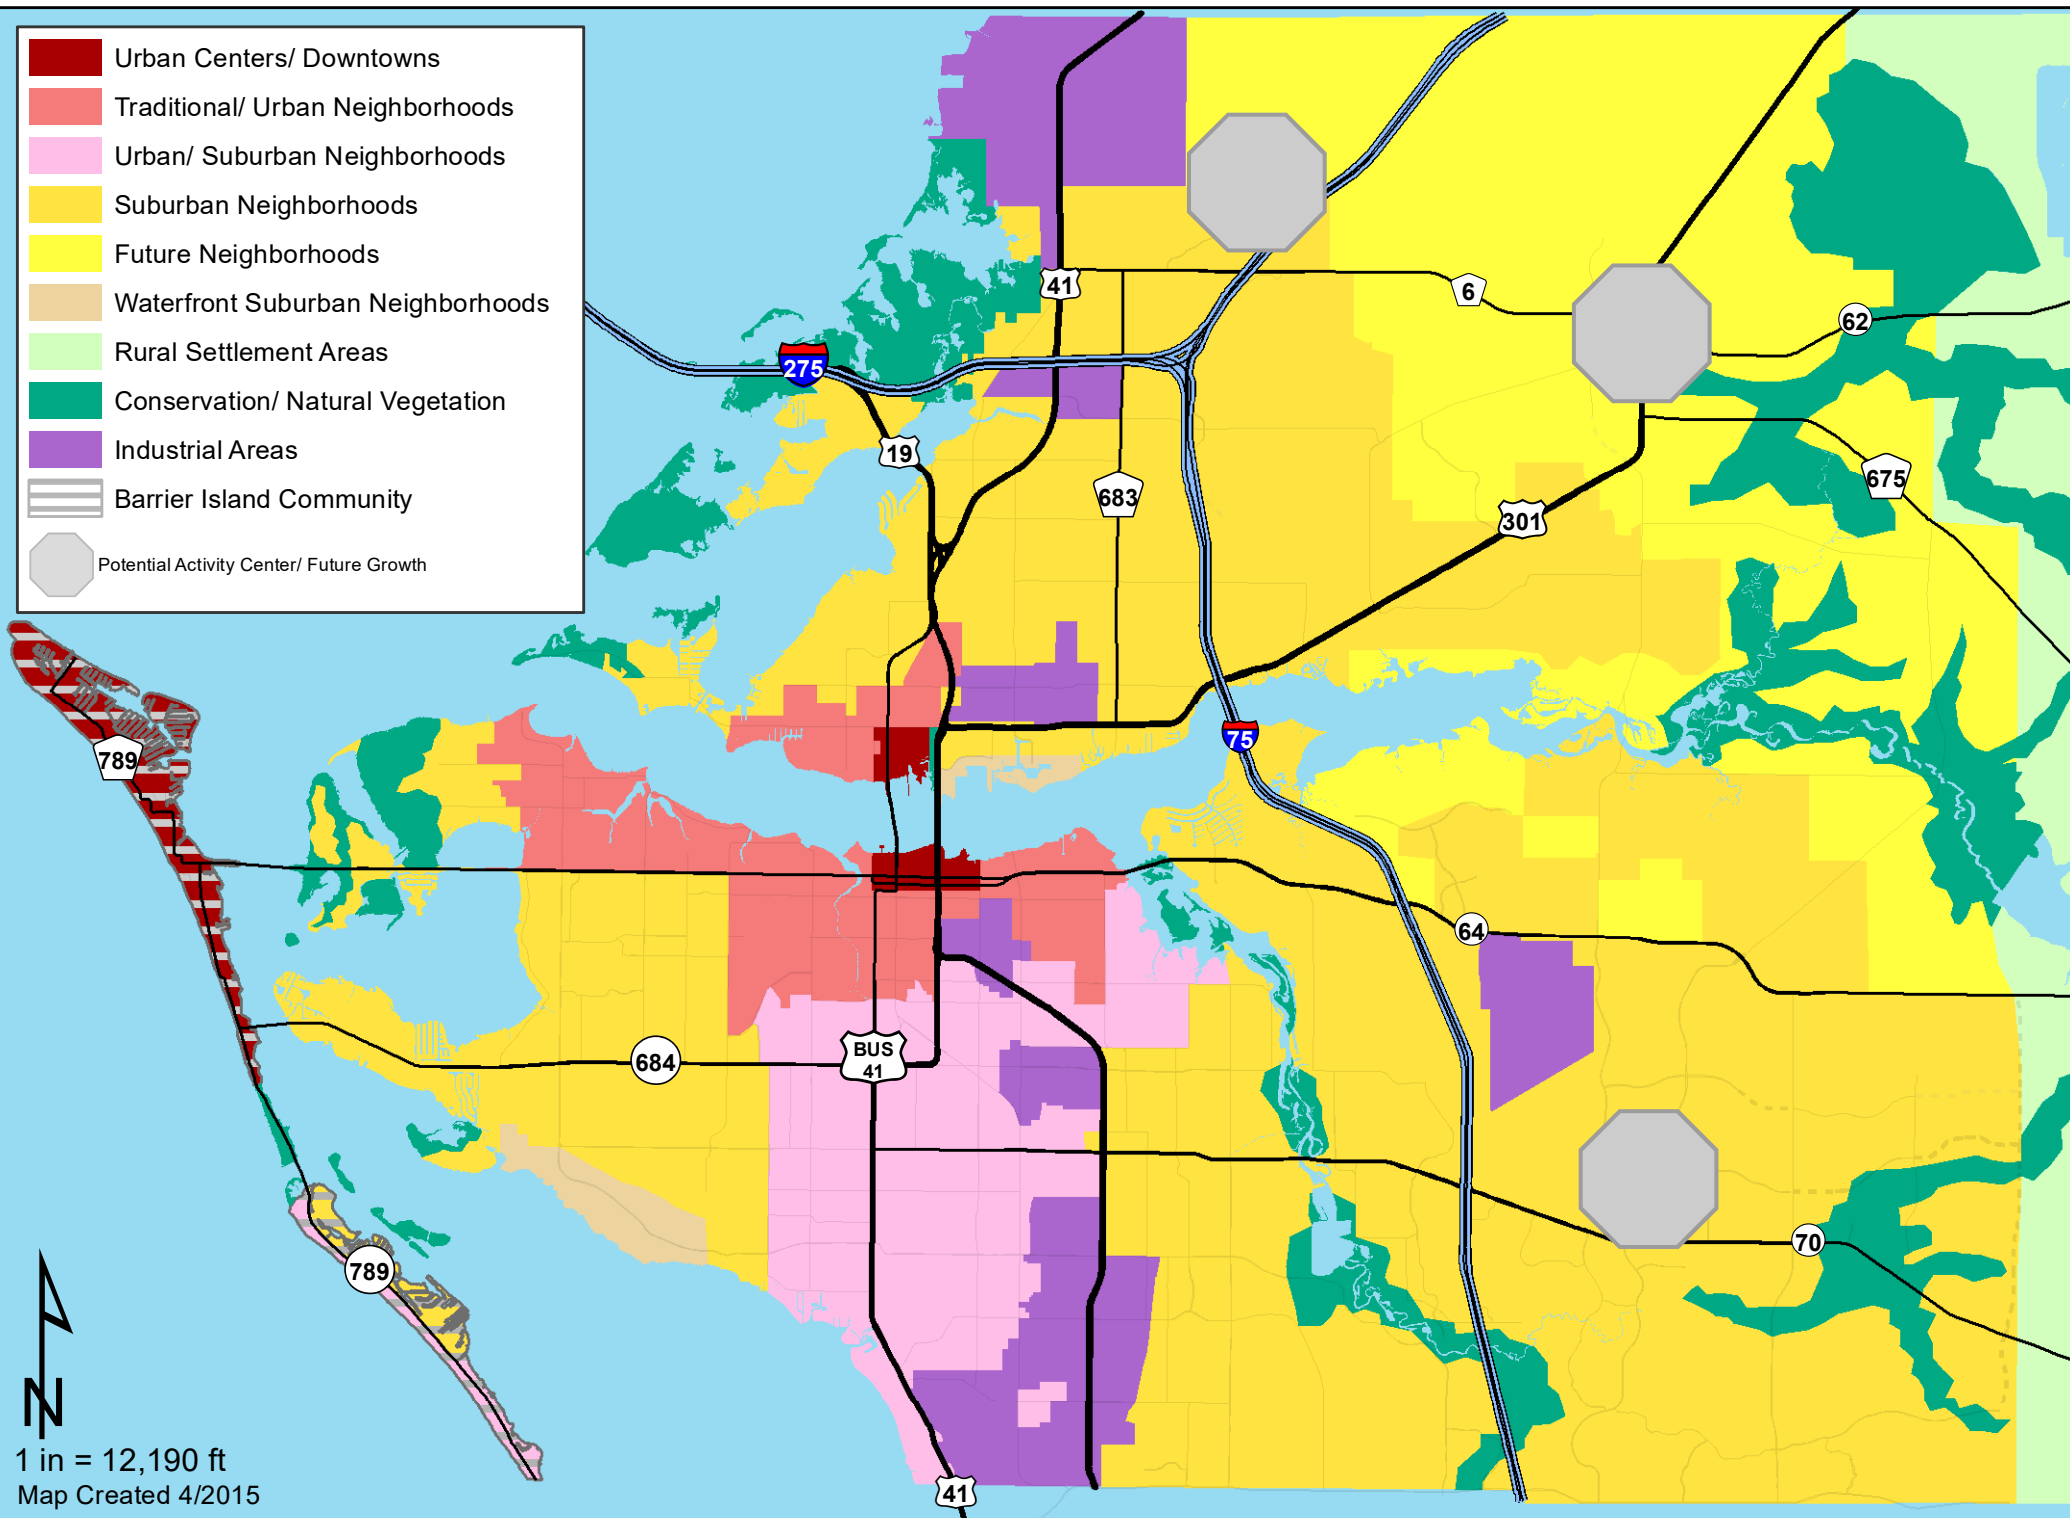 Urban Centers/ Downtowns
Traditional/ Urban Neighborhoods
Urban/ Suburban Neighborhoods
Suburban Neighborhoods
Future Neighborhoods
Waterfront Suburban Neighborhoods
Rural Settlement Areas
Conservation/ Natural Vegetation
Industrial Areas
Barrier Island Community
Potential Activity Center/ Future Growth
41
6
62
275
19
683
675
301
789
75
64
684
BUS
41
70
789
N
1 in = 12,190 ft
Map Created 4/2015
41